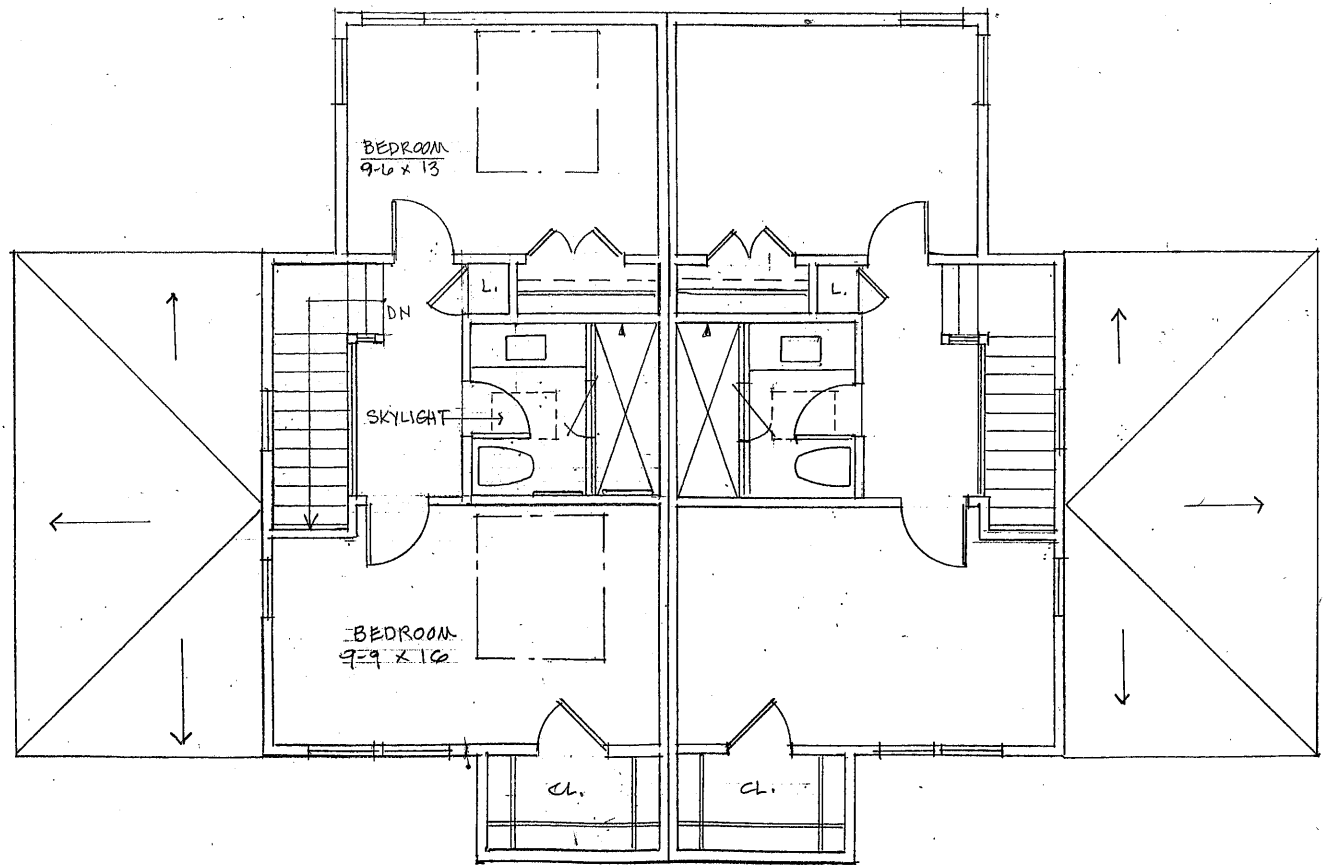 BEDROOM
9-6 x 13
L.
L.
DN
SKYLIGHT
BEDROOM
9-9 x 16
CL.
CL.